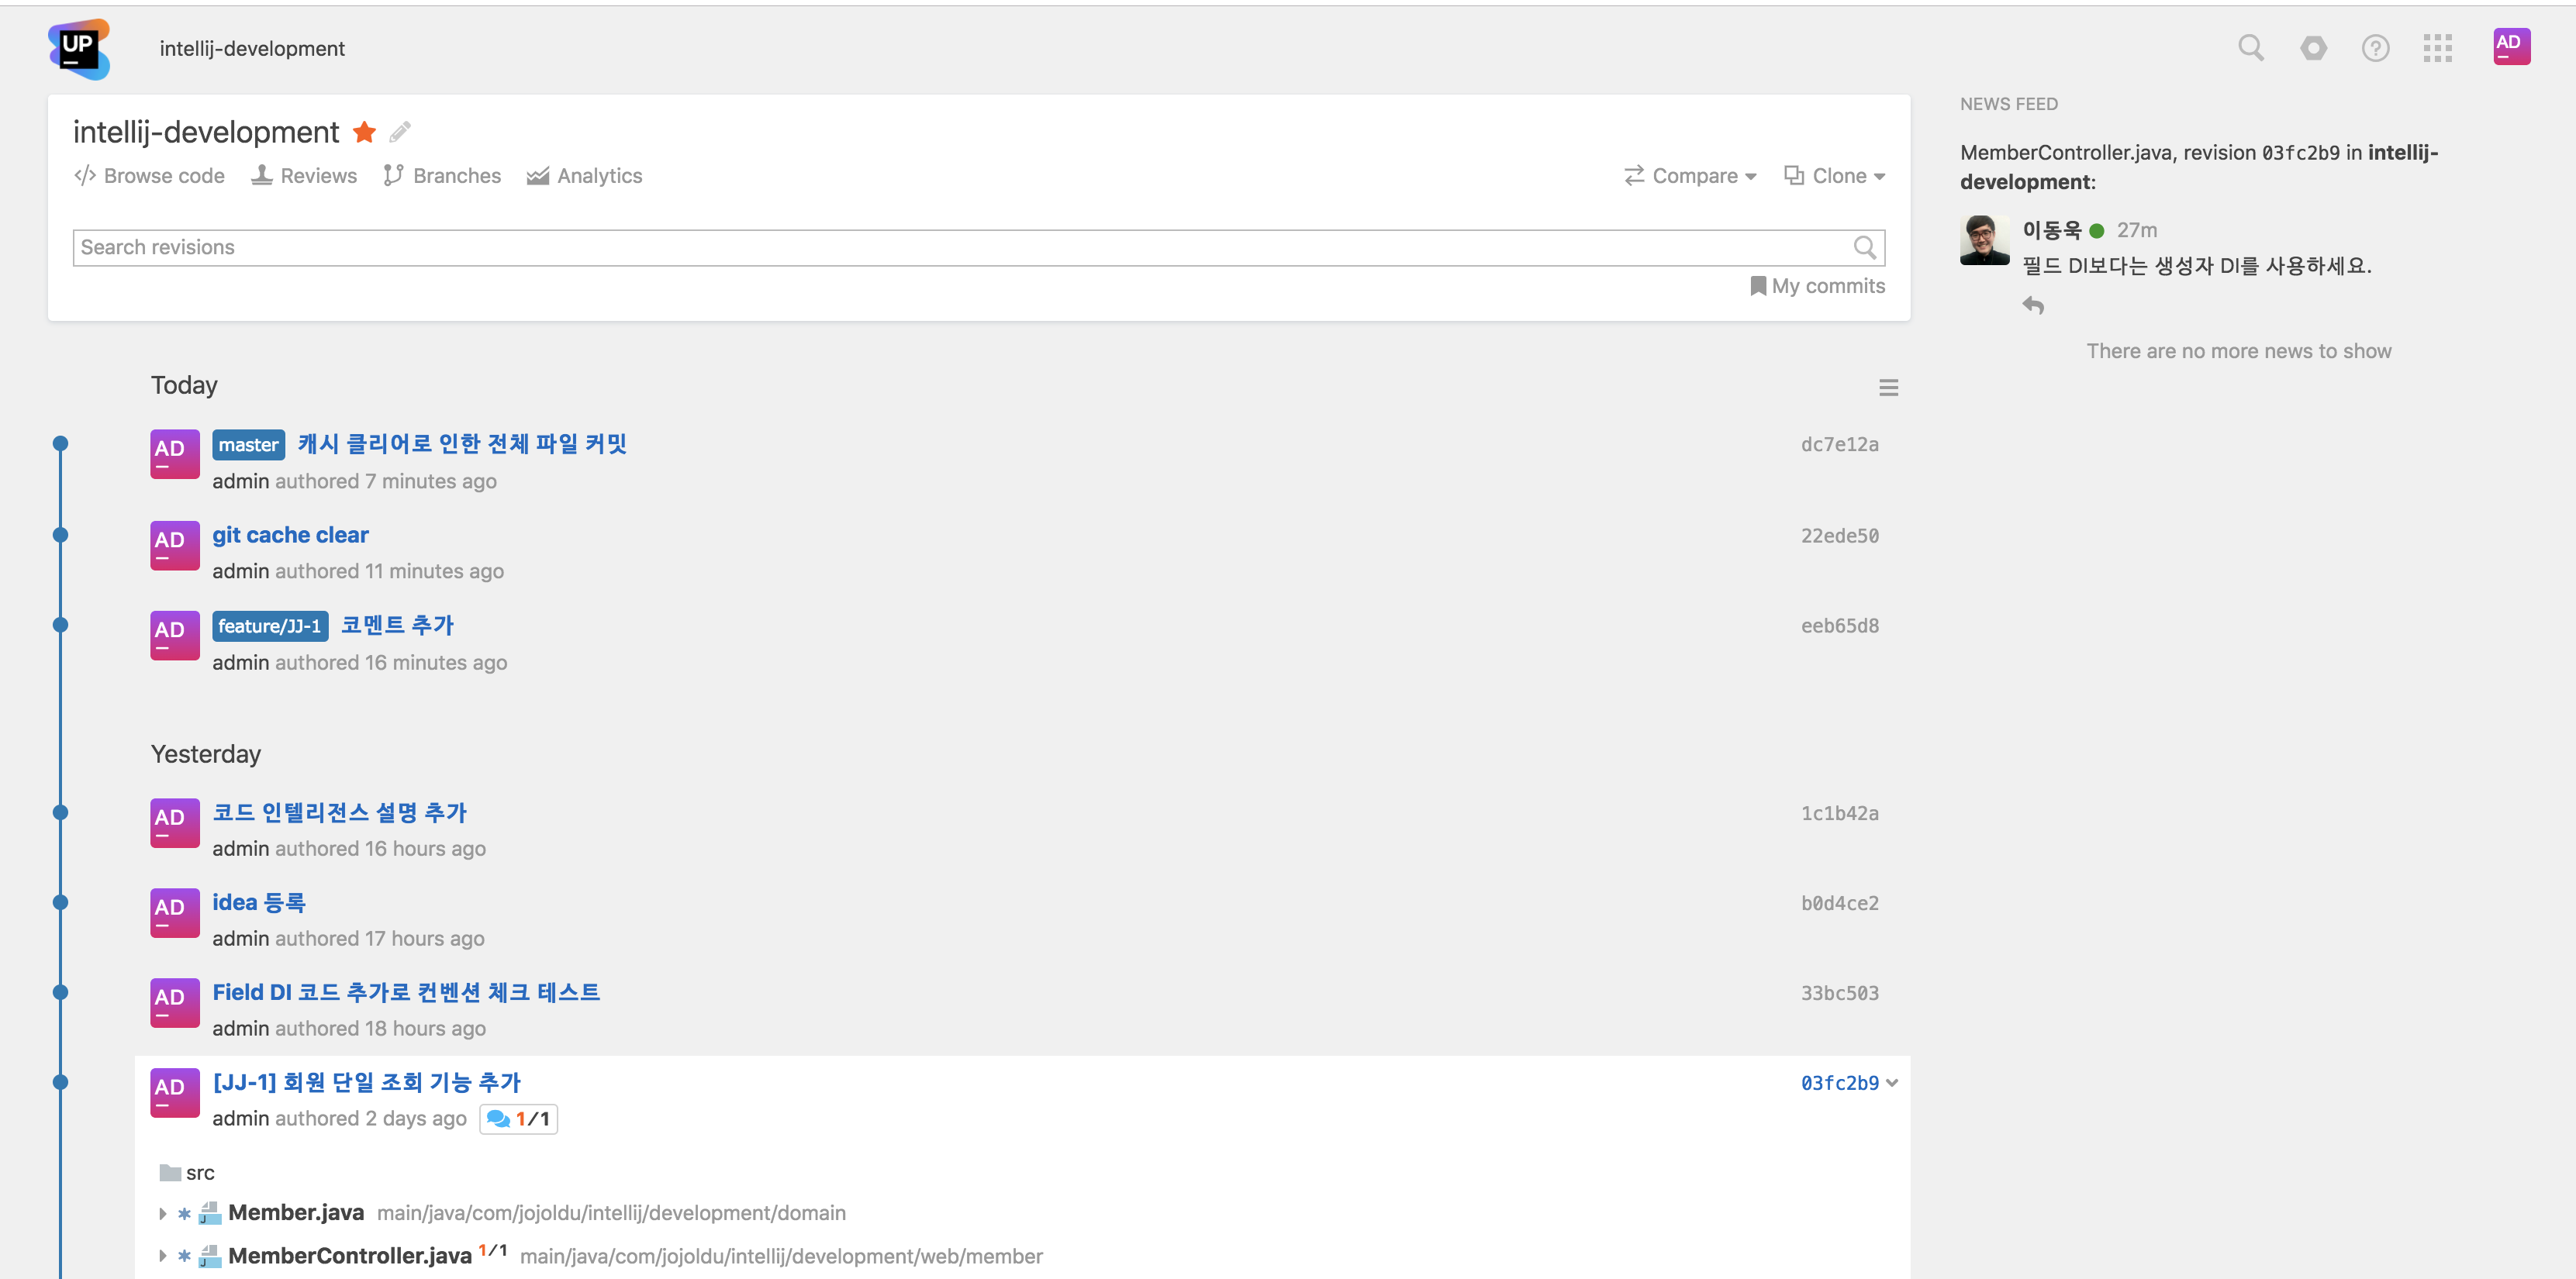 UP
intellij-development
AD
intellij-development
Browse code Reviews Branches Analytics
Compare Clone
Search revisions
My commits
Today
AD master 캐시 클리어로 인한 전체 파일 커밋 dc7e12a
admin authored 7 minutes ago
AD git cache clear 22ede50
admin authored 11 minutes ago
AD feature/JJ-1 코멘트 추가 eeb65d8
admin authored 16 minutes ago
Yesterday
AD 코드 인텔리전스 설명 추가 1c1b42a
admin authored 16 hours ago
AD idea 등록 b0d4ce2
admin authored 17 hours ago
AD Field DI 코드 추가로 컨벤션 체크 테스트 33bc503
admin authored 18 hours ago
AD [JJ-1] 회원 단일 조회 기능 추가 03fc2b9
admin authored 2 days ago 1/1
src
J Member.java main/java/com/jojoldu/intellij/development/domain
J MemberController.java 1/1 main/java/com/jojoldu/intellij/development/web/member
NEWS FEED
MemberController.java, revision 03fc2b9 in intellij-
development:
이동욱 27m
필드 DI보다는 생성자 DI를 사용하세요.
There are no more news to show